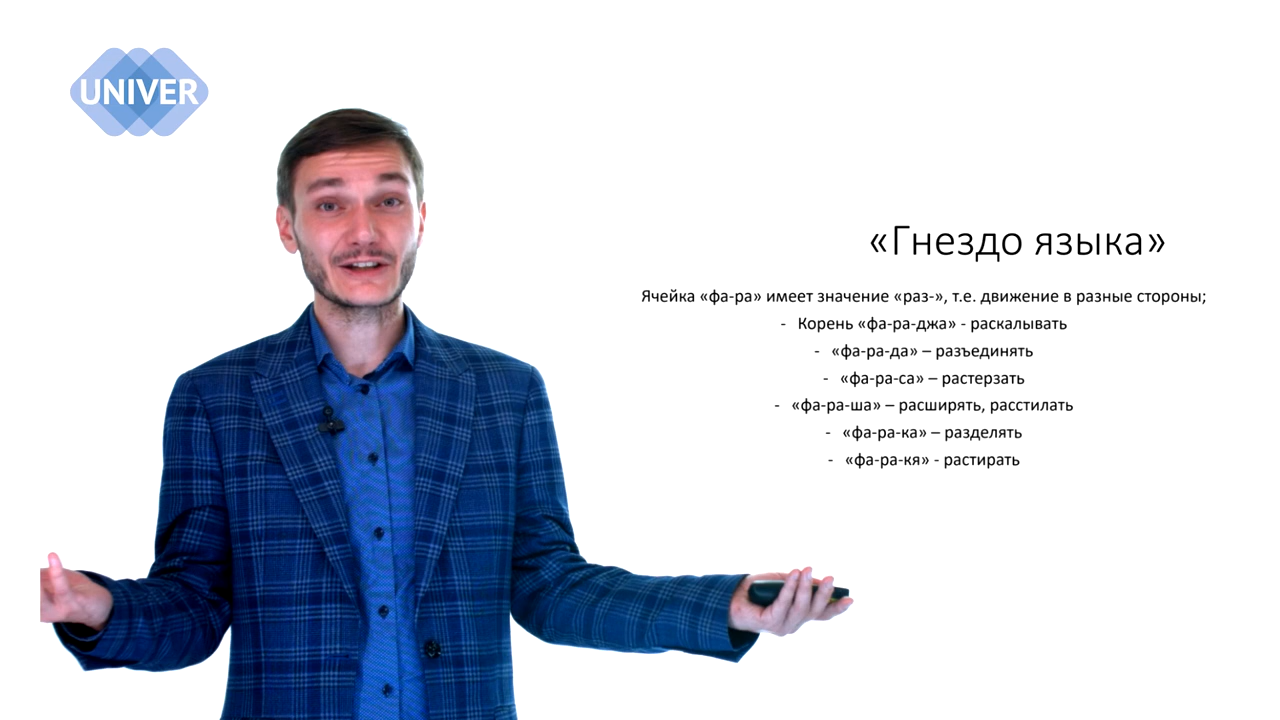 UNIVER
«Гнездо языка»
Ячейка «фа-ра» имеет значение «раз-», т.е. движение в разные стороны;
- Корень «фа-ра-джа» - раскалывать
- «фа-ра-да» – разъединять
- «фа-ра-са» – растерзать
- «фа-ра-ша» – расширять, расстилать
- «фа-ра-ка» – разделять
- «фа-ра-кя» - растирать